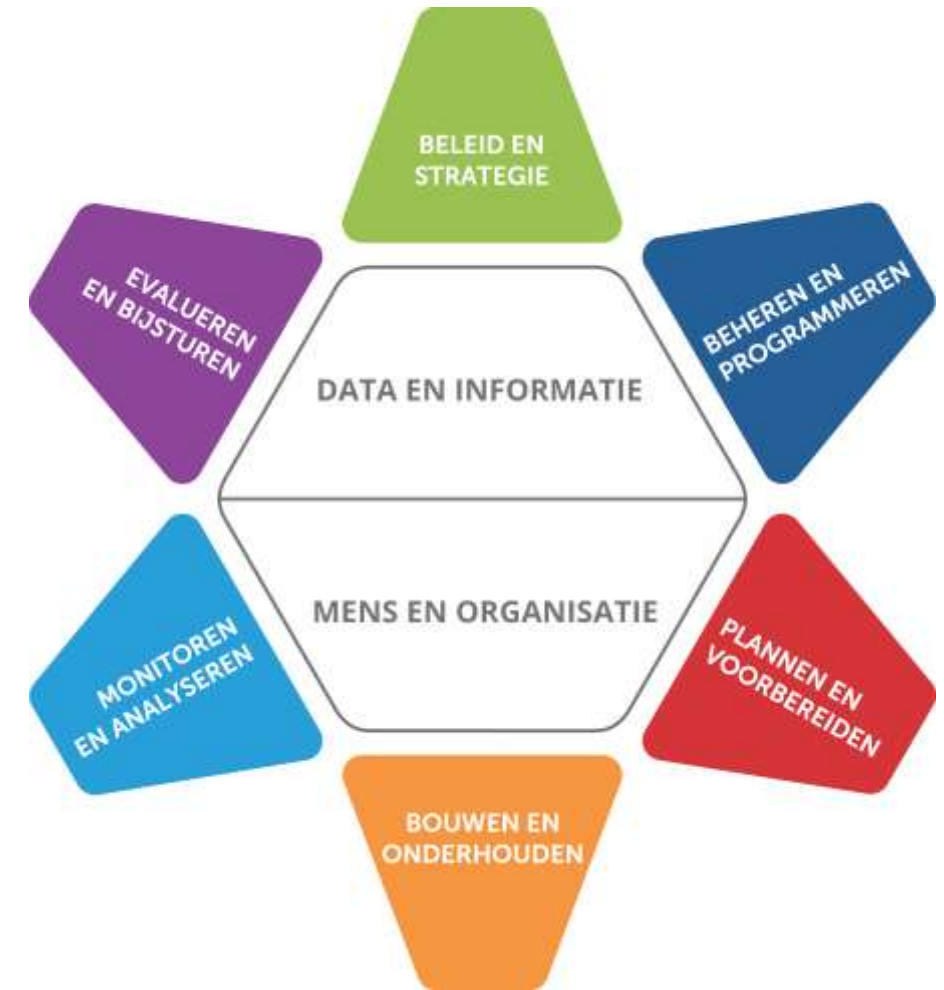 BELEID EN
STRATEGIE
BEHEREN EN
PROGRAMMEREN
PLANNEN EN
VOORBEREIDEN
BOUWEN EN
ONDERHOUDEN
MONITOREN
EN ANALYSEREN
EVALUEREN
EN BIJSTUREN
DATA EN INFORMATIE
MENS EN ORGANISATIE